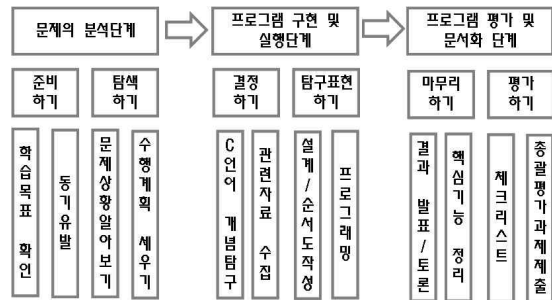 문제의 분석단계
프로그램 구현 및
실행단계
프로그램 평가 및
문서화 단계
준비
하기
탐색
하기
결정
하기
탐구표현
하기
마무리
하기
평가
하기
학습목표 확인
동기유발
문제상황알아보기
수행계획 세우기
C언어 개념탐구
관련자료 수집
설계/순서도작성
프로그래밍
결과 발표/토론
핵심기능 정리
체크리스트
총괄평가과제제출